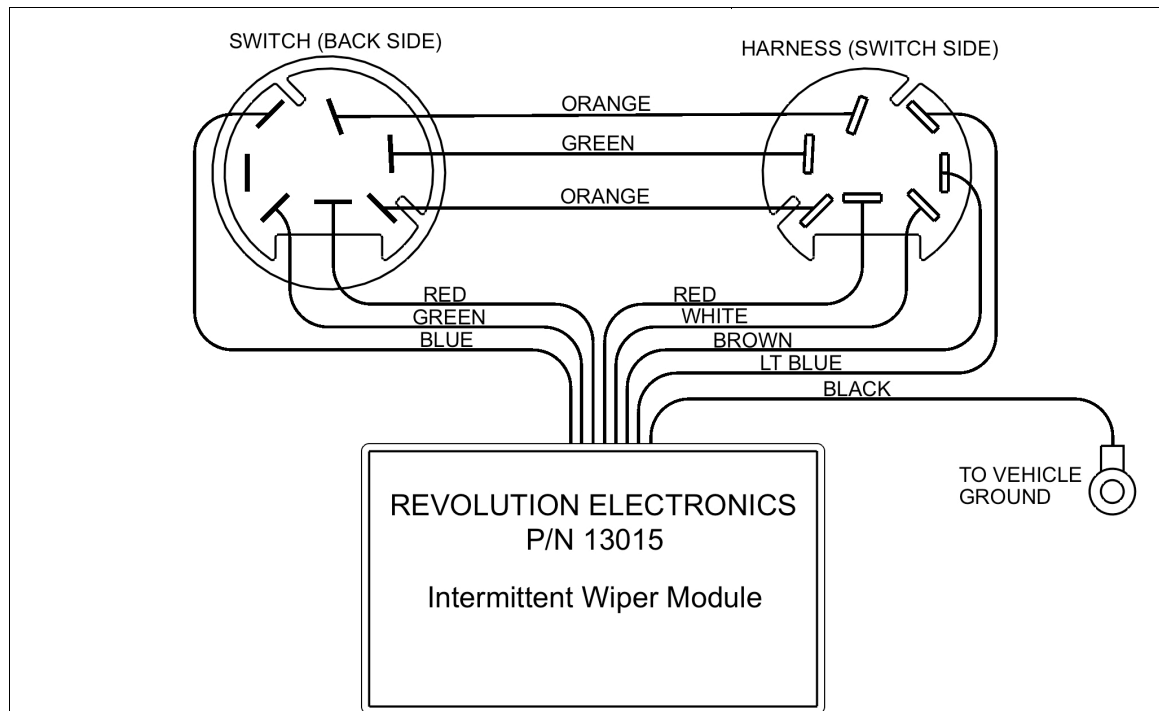 SWITCH (BACK SIDE)
HARNESS (SWITCH SIDE)
ORANGE
GREEN
ORANGE
RED
GREEN
BLUE
RED
WHITE
BROWN
LT BLUE
BLACK
TO VEHICLE
GROUND
REVOLUTION ELECTRONICS
P/N 13015
Intermittent Wiper Module